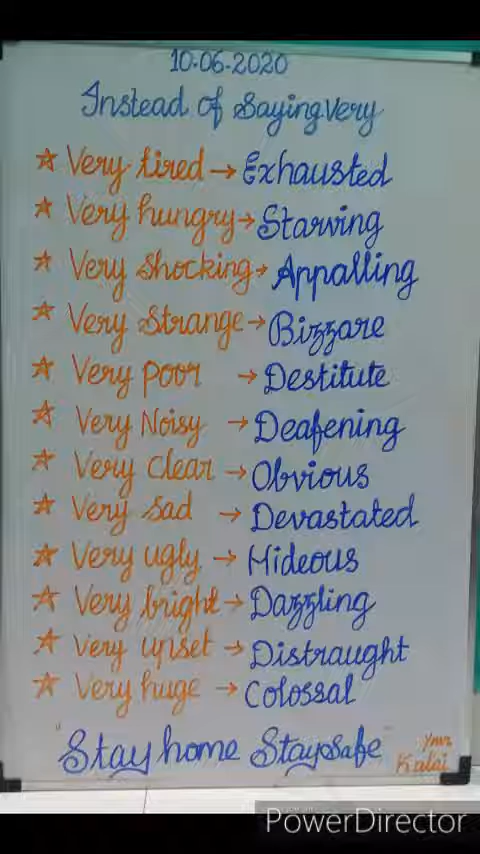 10-06-2020
Instead of Saying Very
☆ Very tired → Exhausted
☆ Very hungry → Starving
☆ Very Shocking → Appalling
☆ Very Strange → Bizzare
☆ Very poor → Destitute
☆ Very Noisy → Deafening
☆ Very Clear → Obvious
☆ Very sad → Devastated
☆ Very ugly → Hideous
☆ Very bright → Dazzling
☆ Very upset → Distraught
☆ Very huge → Colossal
"Stay home Stay safe"
Kalai
PowerDirector